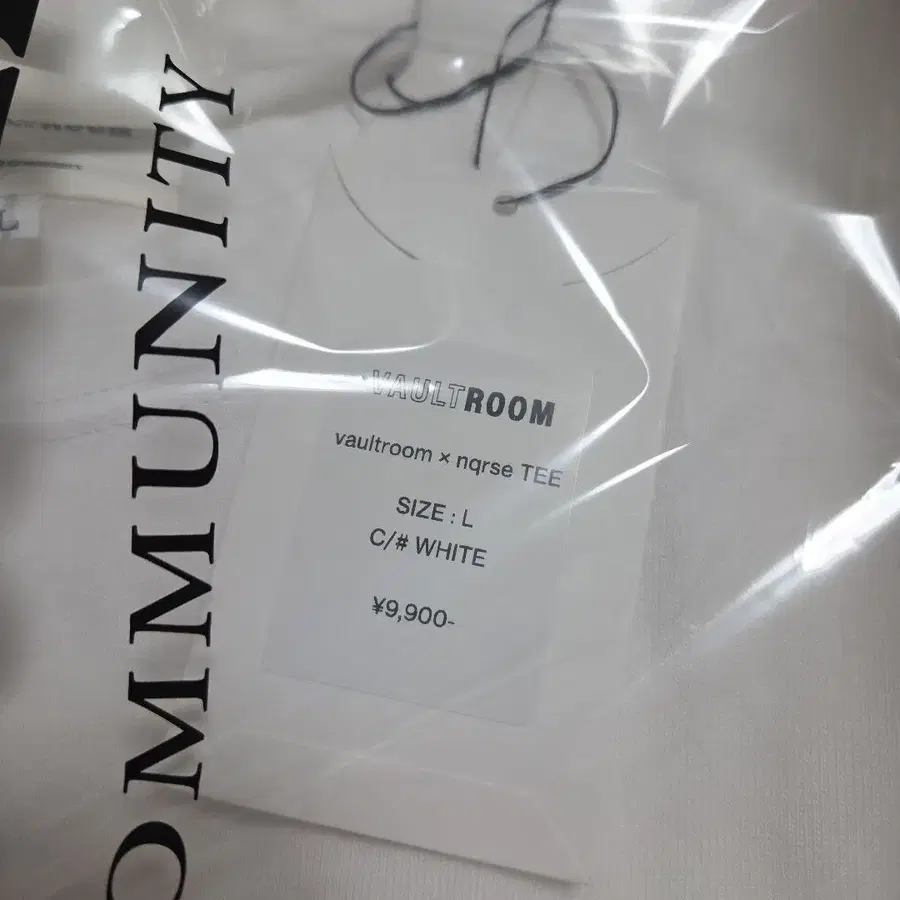 OMMUNITY
VAULTROOM
vaultroom × nqrse TEE
SIZE : L
C/# WHITE
¥9,900-